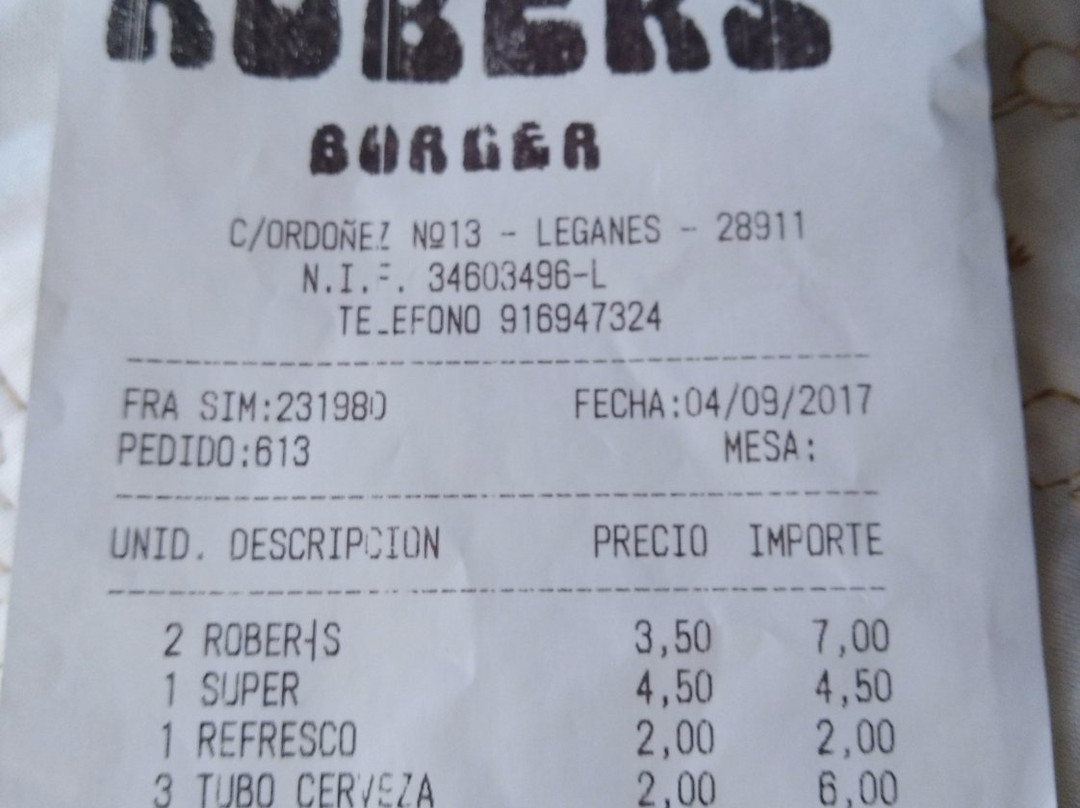 ROBERS
BURGER
C/ORDOÑEZ Nº13 - LEGANES - 28911
N.I.F. 34603496-L
TELEFONO 916947324
FRA SIM:231980 FECHA:04/09/2017
PEDIDO:613 MESA:
UNID. DESCRIPCION PRECIO IMPORTE
2 ROBER-S 3,50 7,00
1 SUPER 4,50 4,50
1 REFRESCO 2,00 2,00
3 TUBO CERVEZA 2,00 6,00